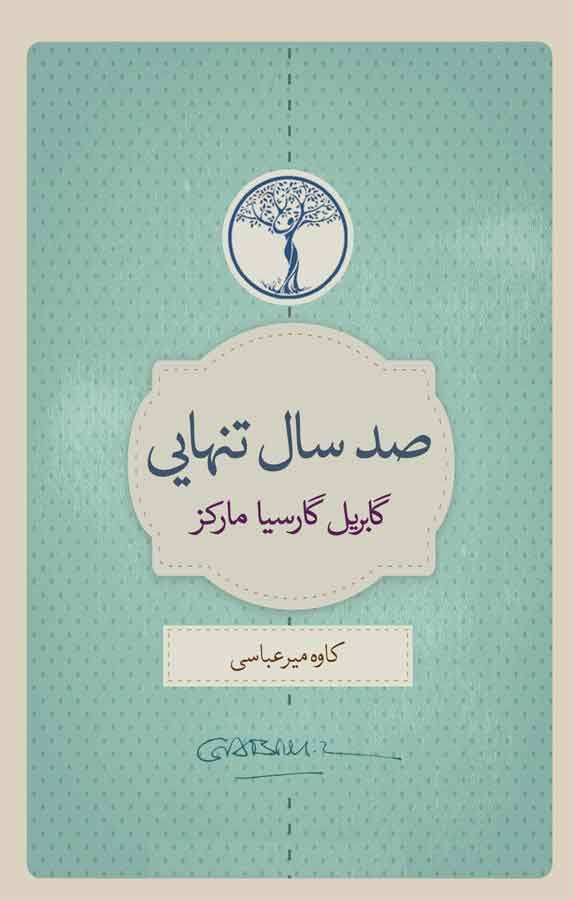 صد سال تنهایی
گابریل گارسیا مارکز
کاوه میرعباسی